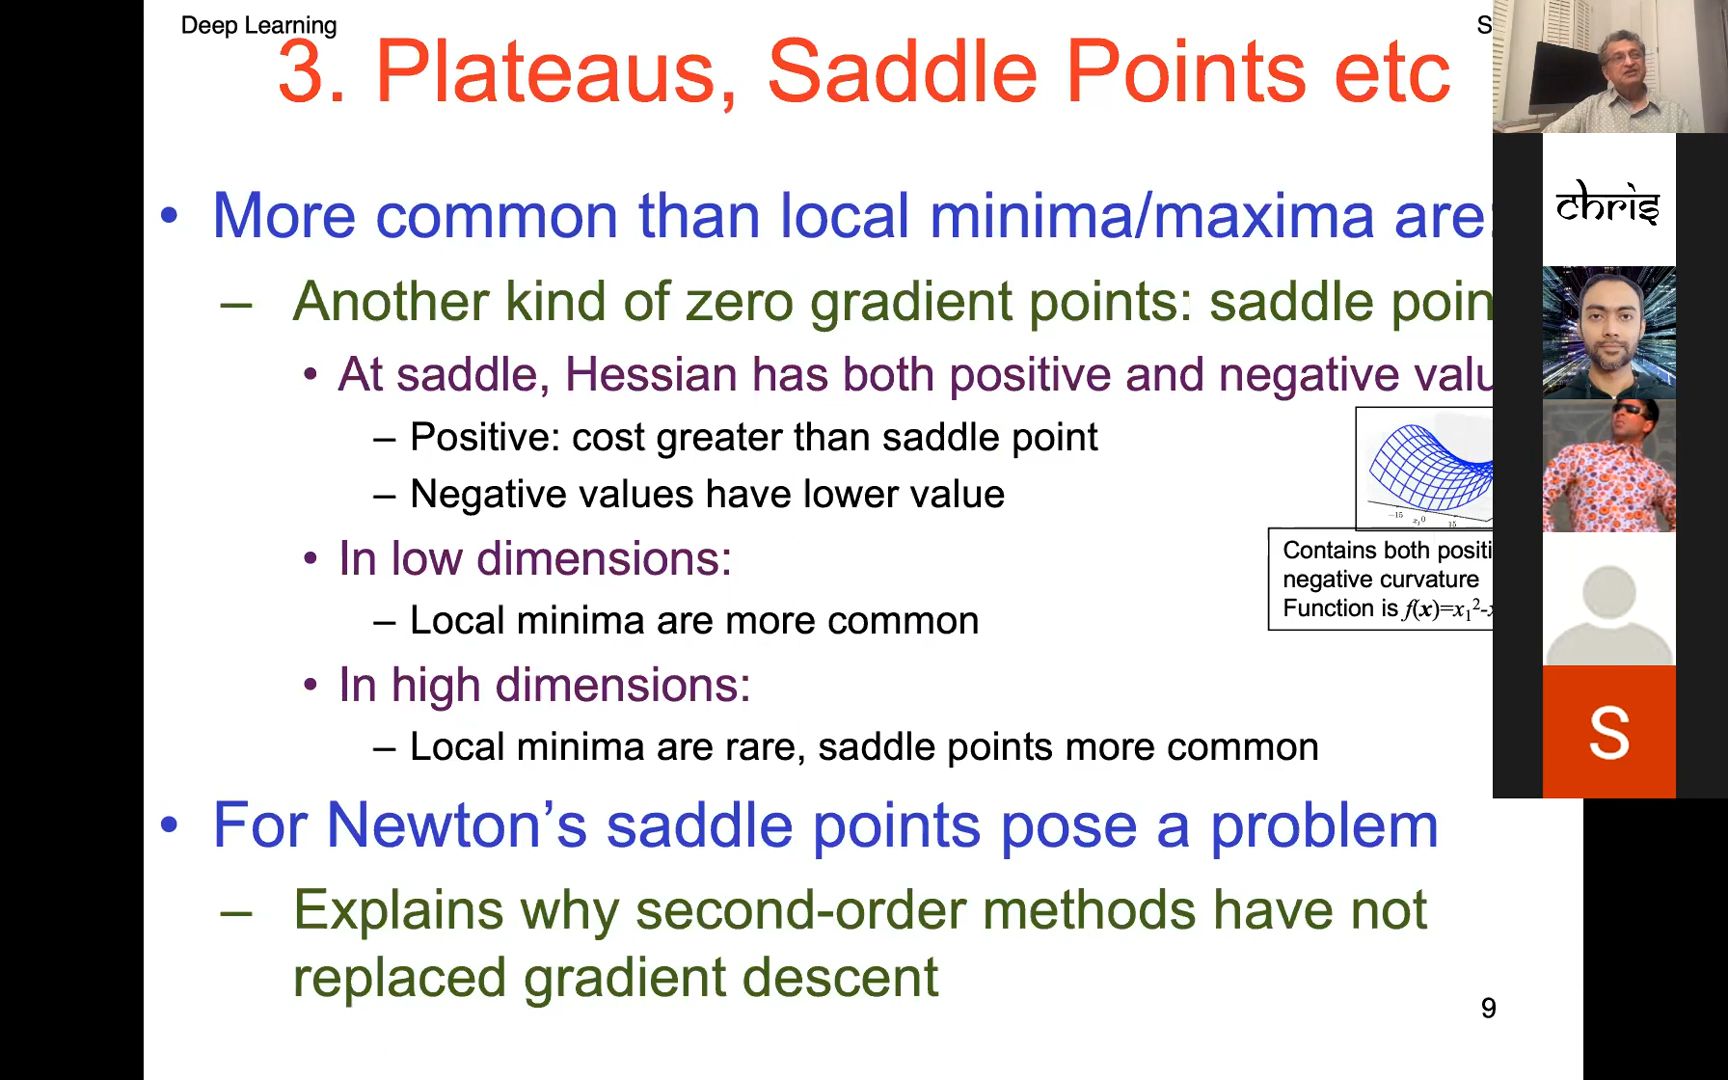 Deep Learning
S
3. Plateaus, Saddle Points etc
• More common than local minima/maxima are:
– Another kind of zero gradient points: saddle poin
• At saddle, Hessian has both positive and negative valu
– Positive: cost greater than saddle point
– Negative values have lower value
−15 x₁ 0 15
Contains both positi
negative curvature
Function is f(x)=x₁²-x
• In low dimensions:
– Local minima are more common
• In high dimensions:
– Local minima are rare, saddle points more common
• For Newton’s saddle points pose a problem
– Explains why second-order methods have not
replaced gradient descent
9
chris
S